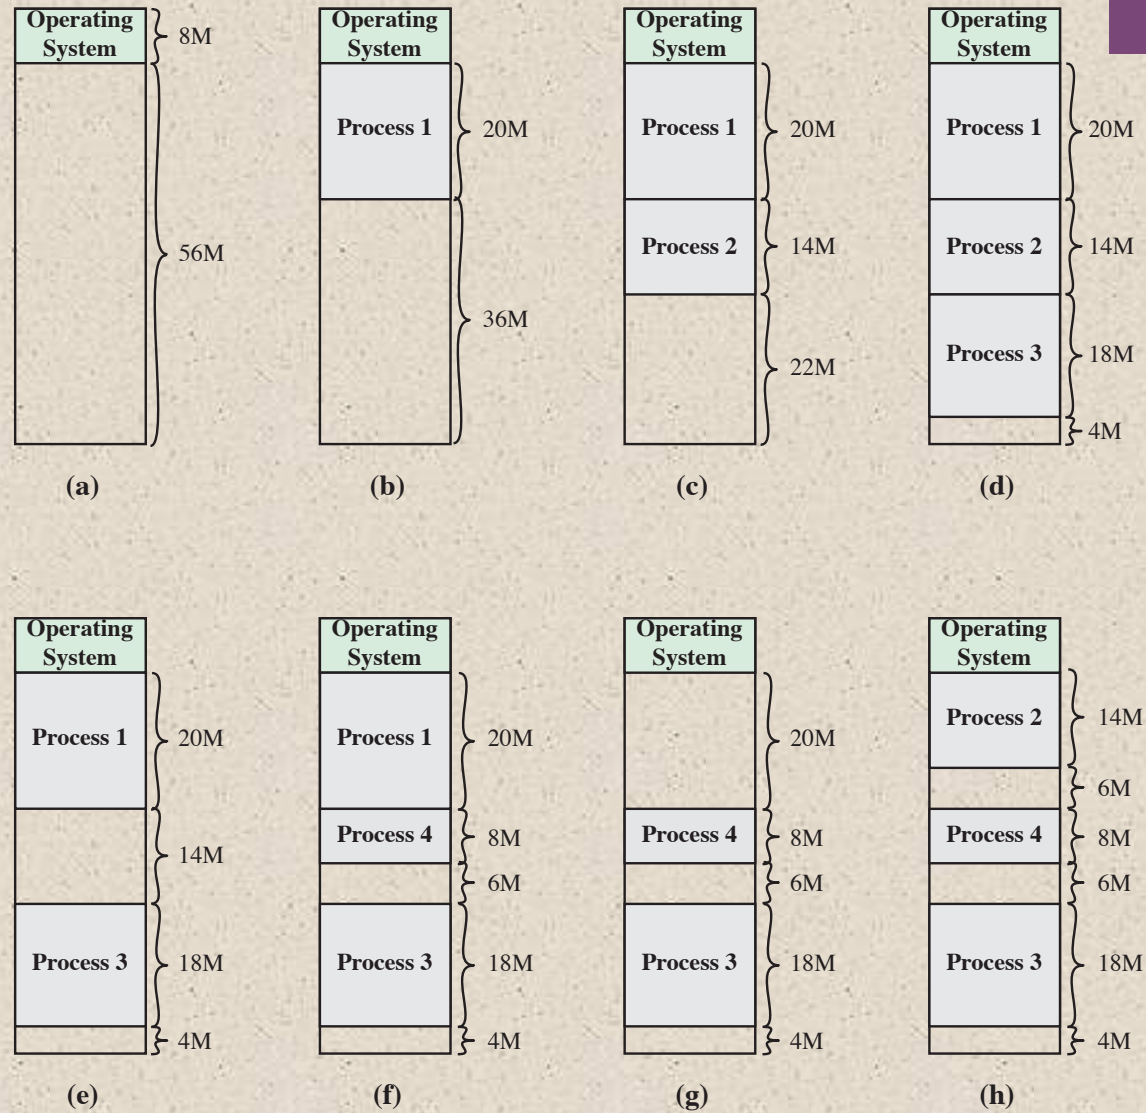 Operating
System
8M
56M
(a)
Operating
System
Process 1
20M
36M
(b)
Operating
System
Process 1
20M
Process 2
14M
22M
(c)
Operating
System
Process 1
20M
Process 2
14M
Process 3
18M
4M
(d)
Operating
System
Process 1
20M
14M
Process 3
18M
4M
(e)
Operating
System
Process 1
20M
Process 4
8M
6M
Process 3
18M
4M
(f)
Operating
System
20M
Process 4
8M
6M
Process 3
18M
4M
(g)
Operating
System
Process 2
14M
6M
Process 4
8M
6M
Process 3
18M
4M
(h)